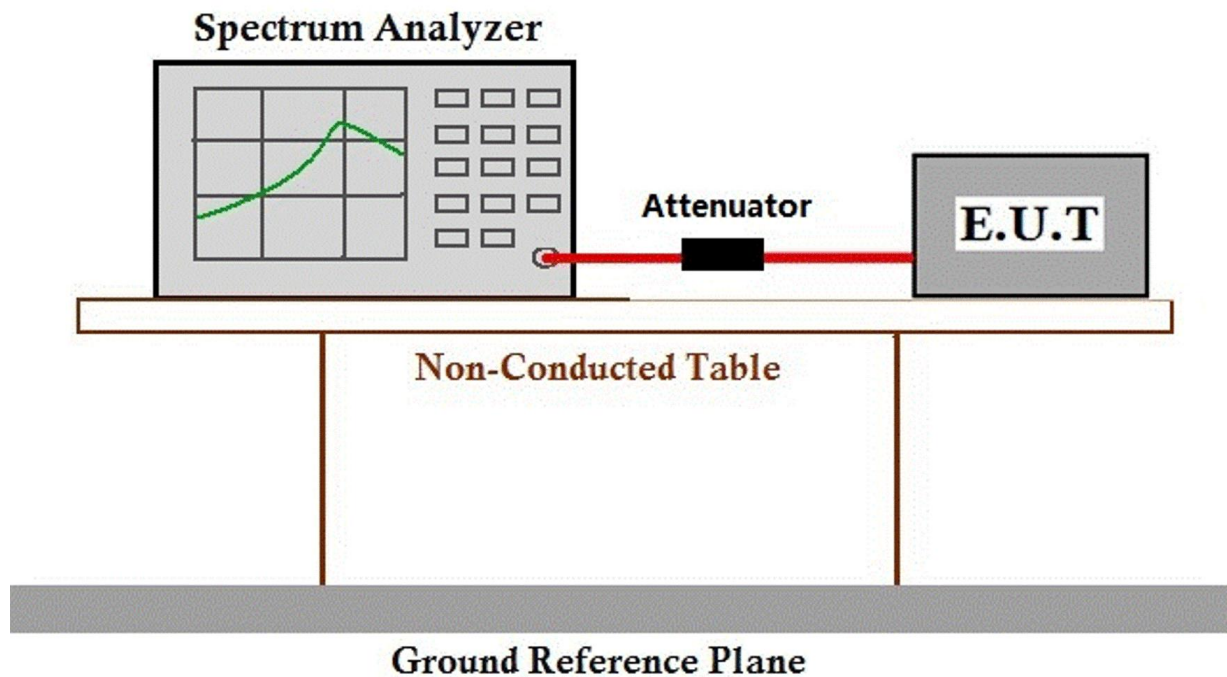 Spectrum Analyzer
Attenuator
E.U.T
Non-Conducted Table
Ground Reference Plane